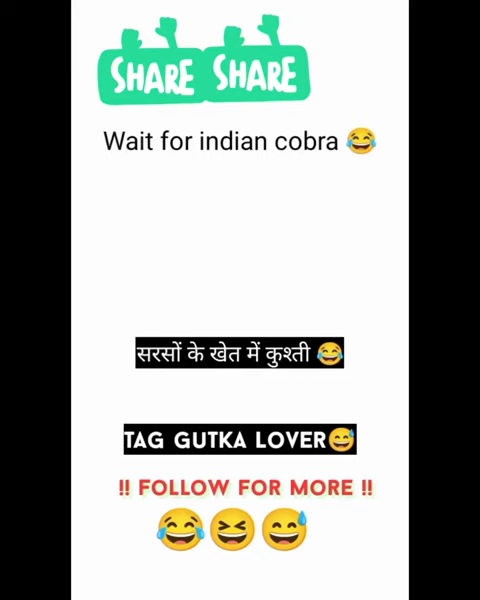 SHARE SHARE
Wait for indian cobra 😂
सरसों के खेत में कुश्ती 😂
TAG GUTKA LOVER😅
!! FOLLOW FOR MORE !!
😂😆😅